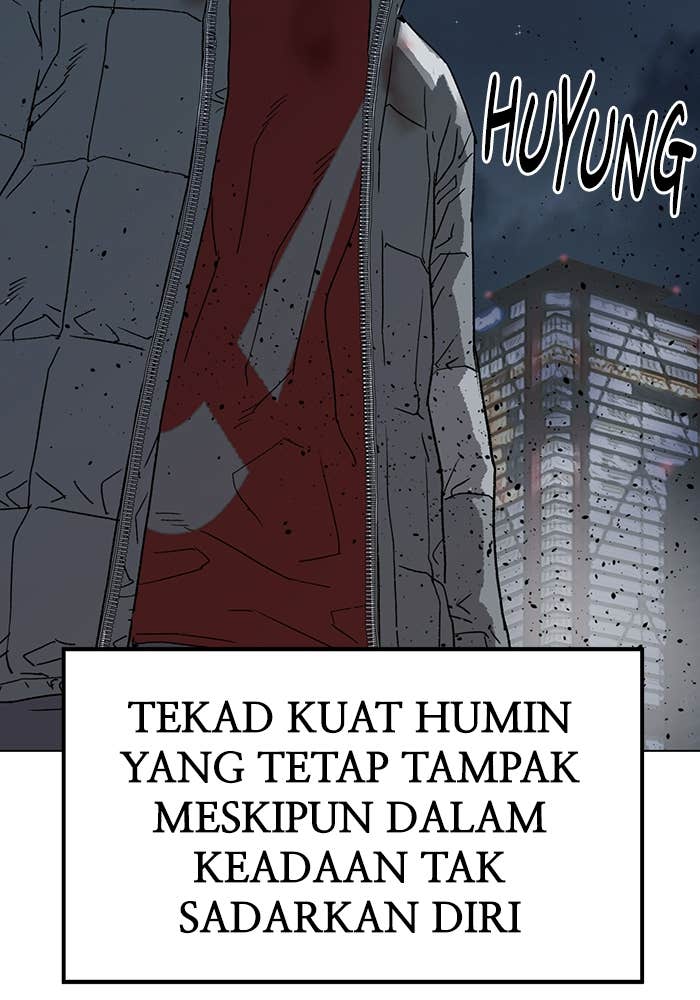 HUYUNG
TEKAD KUAT HUMIN
YANG TETAP TAMPAK
MESKIPUN DALAM
KEADAAN TAK
SADARKAN DIRI